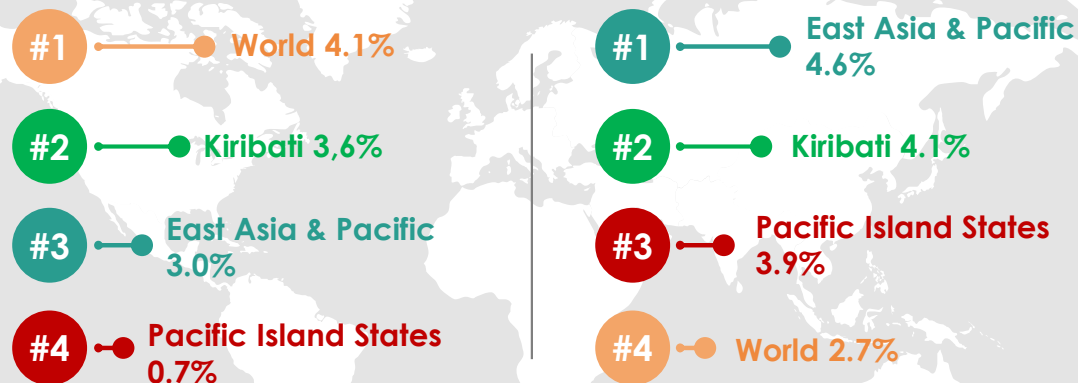 #1
World 4.1%
#2
Kiribati 3,6%
#3
East Asia & Pacific
3.0%
#4
Pacific Island States
0.7%
#1
East Asia & Pacific
4.6%
#2
Kiribati 4.1%
#3
Pacific Island States
3.9%
#4
World 2.7%